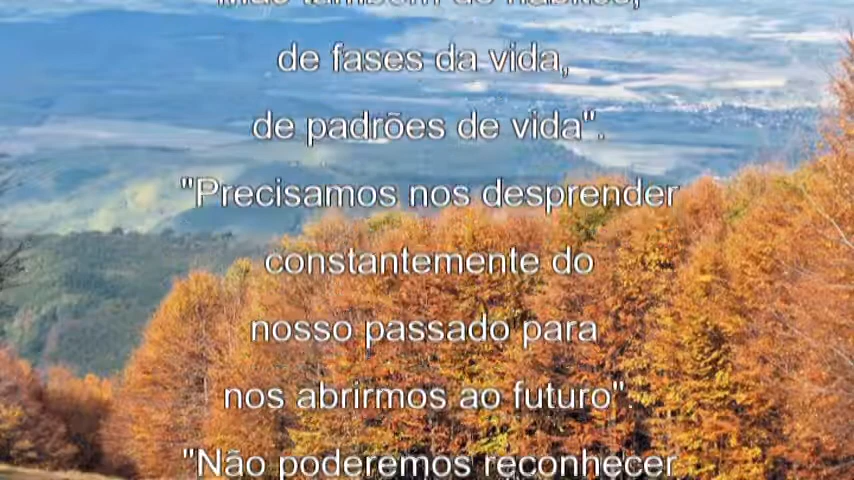 de fases da vida,
de padrões de vida".
"Precisamos nos desprender
constantemente do
nosso passado para
nos abrirmos ao futuro".
"Não poderemos reconhecer